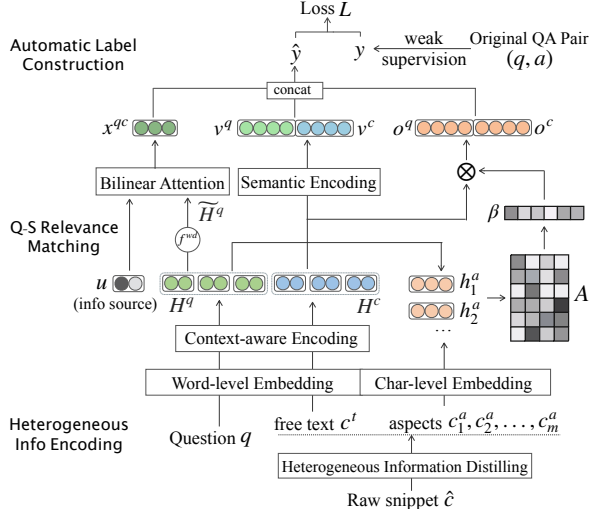 Loss L
Automatic Label
Construction
ŷ
y
weak
supervision
Original QA Pair
(q, a)
concat
x^{qc}
v^q
v^c
o^q
o^c
Bilinear Attention
Semantic Encoding
⊗
β
Q-S Relevance
Matching
H̃^q
f^{wd}
u
(info source)
H^q
H^c
h_1^a
h_2^a
...
A
Context-aware Encoding
Word-level Embedding
Char-level Embedding
Heterogeneous
Info Encoding
Question q
free text c^t
aspects c_1^a, c_2^a, . . . , c_m^a
Heterogeneous Information Distilling
Raw snippet ĉ